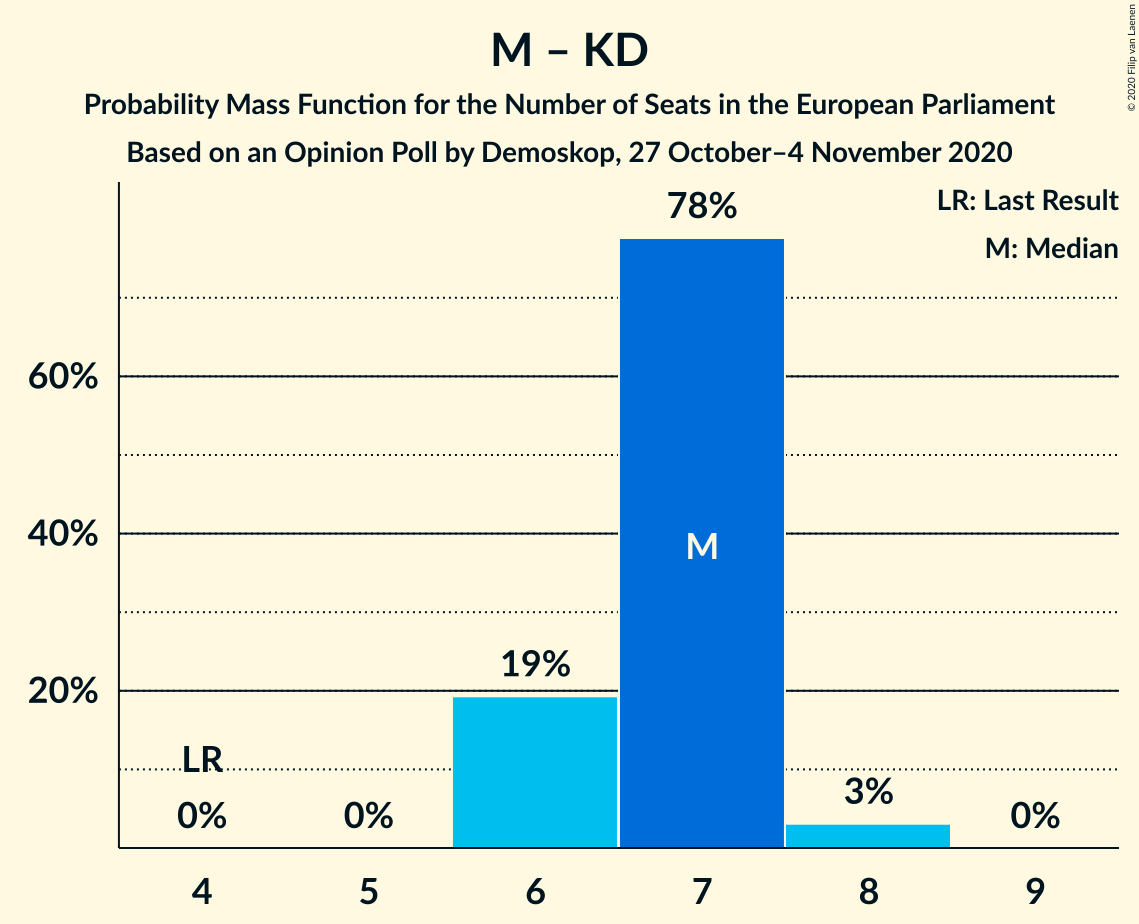 M – KD
Probability Mass Function for the Number of Seats in the European Parliament
Based on an Opinion Poll by Demoskop, 27 October–4 November 2020
© 2020 Filip van Laenen
LR: Last Result
M: Median
78%
60%
40%
M
19%
20%
LR
3%
0%
0%
0%
4
5
6
7
8
9